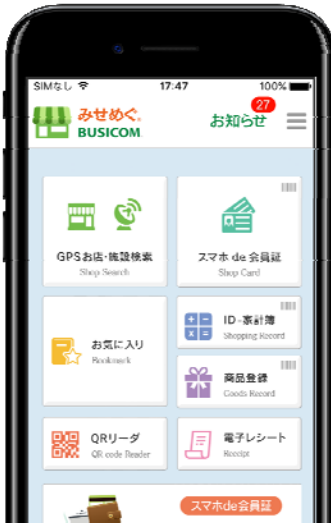 SIMなし 17:47 100%
みせめぐ®
BUSICOM
お知らせ 27
GPSお店・施設検索
Shop Search
スマホ de 会員証
Shop Card
お気に入り
Bookmark
ID-家計簿
Shopping Record
商品登録
Goods Record
QRリーダ
QR code Reader
電子レシート
Receipt
スマホde会員証